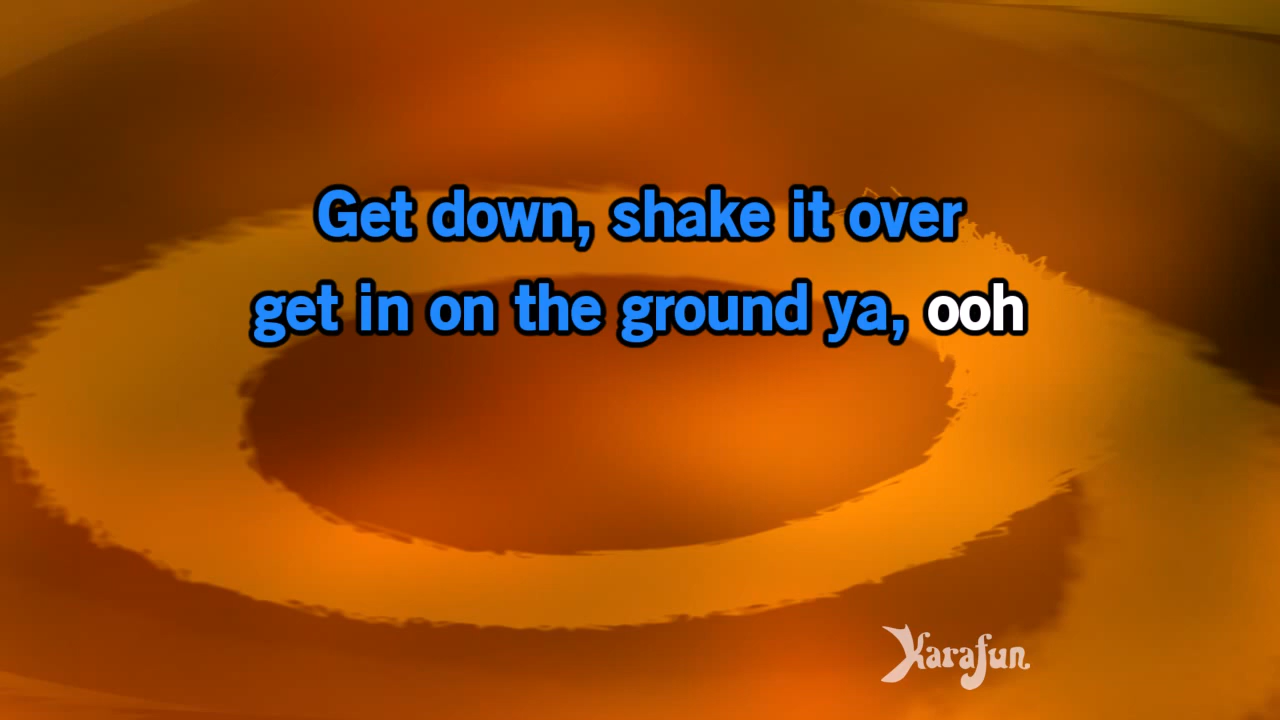 Get down, shake it over
get in on the ground ya, ooh
Karafun